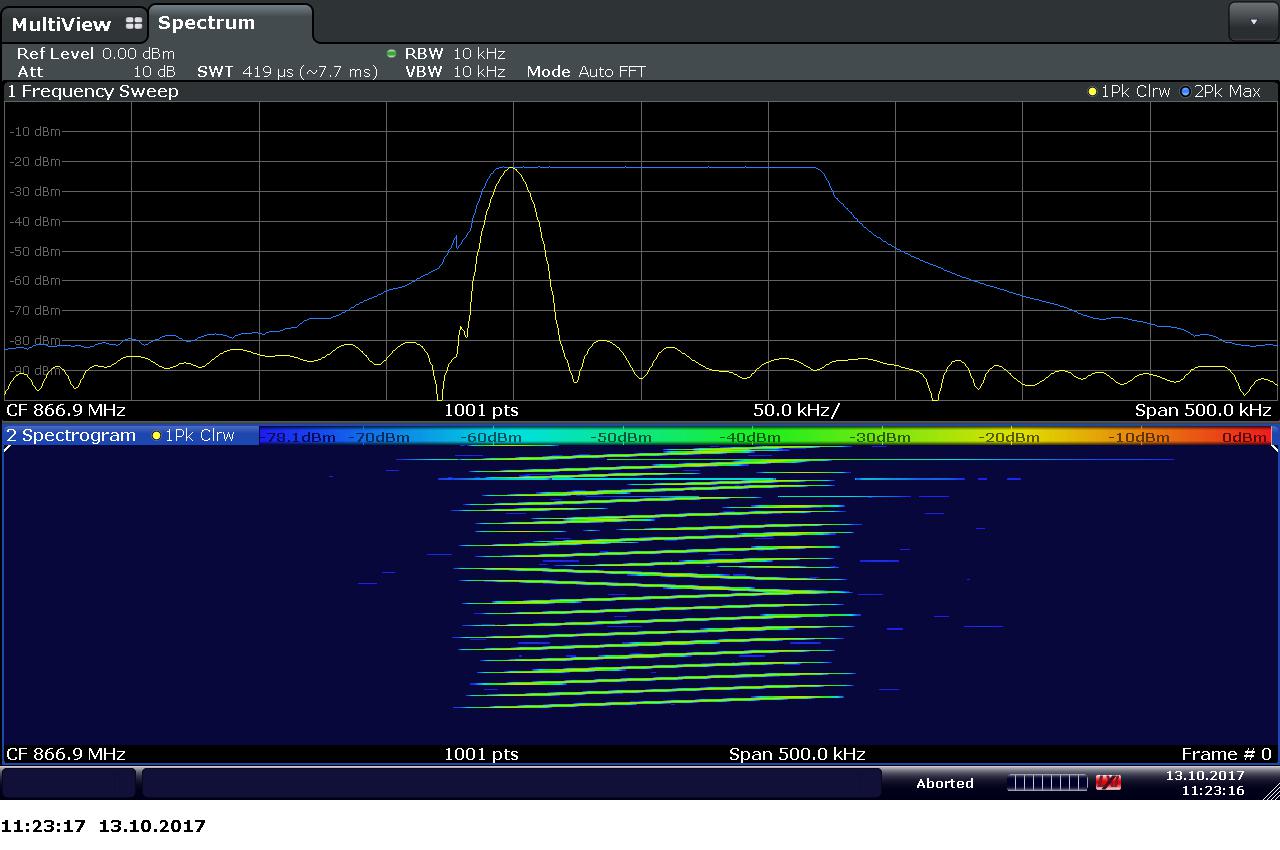 MultiView Spectrum
Ref Level 0.00 dBm RBW 10 kHz
Att 10 dB SWT 419 µs (~7.7 ms) VBW 10 kHz Mode Auto FFT
1 Frequency Sweep 1Pk Clrw 2Pk Max
-10 dBm
-20 dBm
-30 dBm
-40 dBm
-50 dBm
-60 dBm
-70 dBm
-80 dBm
-90 dBm
CF 866.9 MHz 1001 pts 50.0 kHz/ Span 500.0 kHz
2 Spectrogram 1Pk Clrw -78.1dBm -70dBm -60dBm -50dBm -40dBm -30dBm -20dBm -10dBm 0dBm
CF 866.9 MHz 1001 pts Span 500.0 kHz Frame # 0
Aborted 13.10.2017
11:23:16
11:23:17 13.10.2017